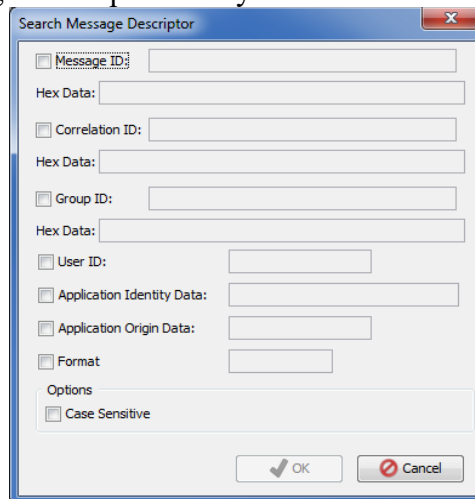 Search Message Descriptor
Message ID:
Hex Data:
Correlation ID:
Hex Data:
Group ID:
Hex Data:
User ID:
Application Identity Data:
Application Origin Data:
Format
Options
Case Sensitive
OK Cancel